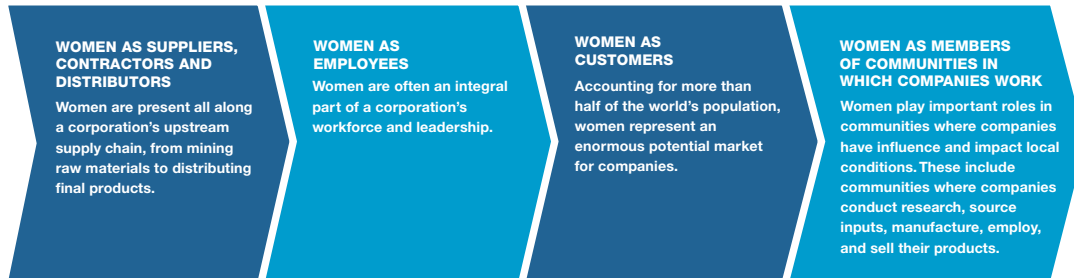 WOMEN AS SUPPLIERS,
CONTRACTORS AND
DISTRIBUTORS
Women are present all along
a corporation's upstream
supply chain, from mining
raw materials to distributing
final products.
WOMEN AS
EMPLOYEES
Women are often an integral
part of a corporation's
workforce and leadership.
WOMEN AS
CUSTOMERS
Accounting for more than
half of the world's population,
women represent an
enormous potential market
for companies.
WOMEN AS MEMBERS
OF COMMUNITIES IN
WHICH COMPANIES WORK
Women play important roles in
communities where companies
have influence and impact local
conditions. These include
communities where companies
conduct research, source
inputs, manufacture, employ,
and sell their products.